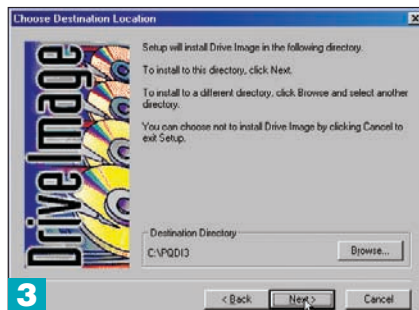 Choose Destination Location
Drive Image
Setup will install Drive Image in the following directory.
To install to this directory, click Next.
To install to a different directory, click Browse and select another
directory.
You can choose not to install Drive Image by clicking Cancel to
exit Setup.
Destination Directory
C:\PQDI3
Browse...
3
< Back
Next >
Cancel